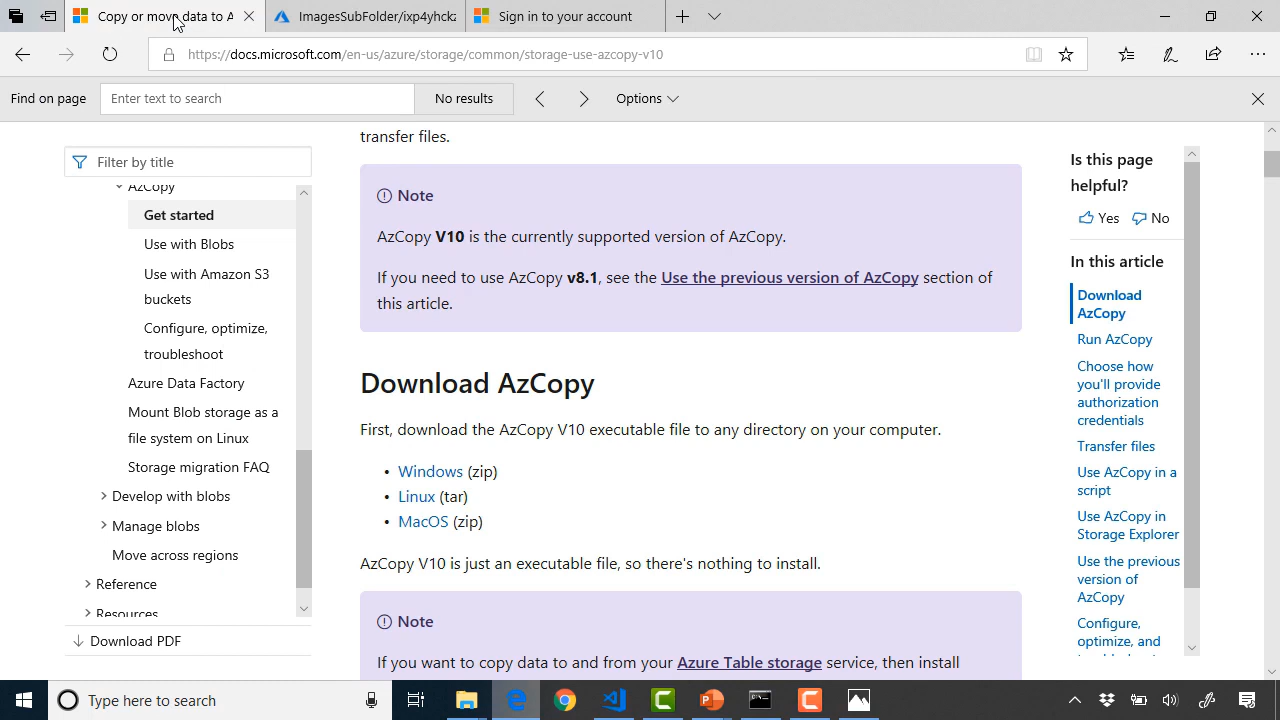 Copy or move data to A
ImagesSubFolder/ixp4yhck
Sign in to your account
https://docs.microsoft.com/en-us/azure/storage/common/storage-use-azcopy-v10
Find on page
Enter text to search
No results
Options
Filter by title
AzCopy
Get started
Use with Blobs
Use with Amazon S3
buckets
Configure, optimize,
troubleshoot
Azure Data Factory
Mount Blob storage as a
file system on Linux
Storage migration FAQ
Develop with blobs
Manage blobs
Move across regions
Reference
Resources
Download PDF
transfer files.
Note
AzCopy V10 is the currently supported version of AzCopy.
If you need to use AzCopy v8.1, see the Use the previous version of AzCopy section of
this article.
Download AzCopy
First, download the AzCopy V10 executable file to any directory on your computer.
• Windows (zip)
• Linux (tar)
• MacOS (zip)
AzCopy V10 is just an executable file, so there's nothing to install.
Note
If you want to copy data to and from your Azure Table storage service, then install
Is this page
helpful?
Yes No
In this article
Download
AzCopy
Run AzCopy
Choose how
you'll provide
authorization
credentials
Transfer files
Use AzCopy in a
script
Use AzCopy in
Storage Explorer
Use the previous
version of
AzCopy
Configure,
optimize, and
Type here to search